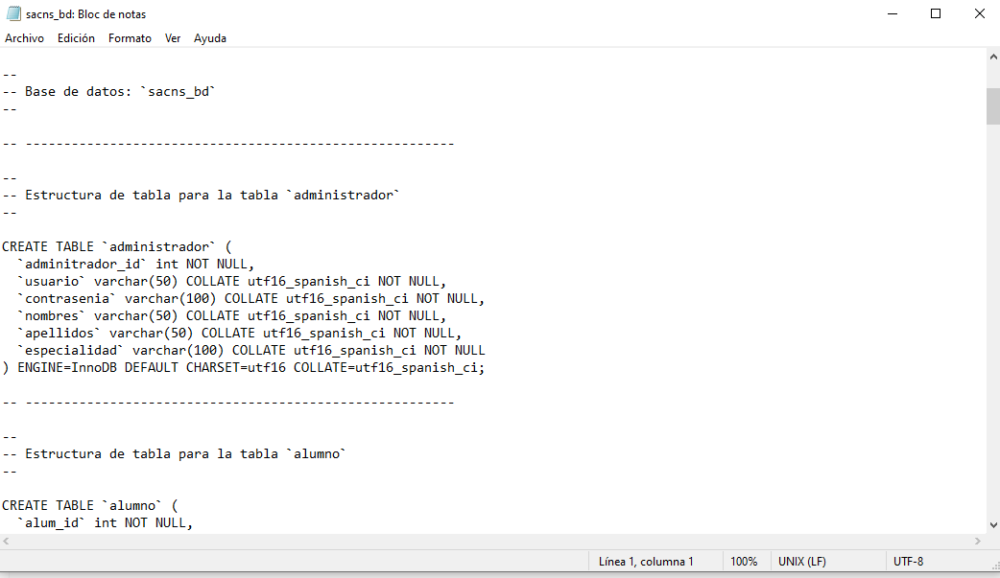 sacns_bd: Bloc de notas
Archivo Edición Formato Ver Ayuda
--
-- Base de datos: `sacns_bd`
--
-- --------------------------------------------------------
--
-- Estructura de tabla para la tabla `administrador`
--
CREATE TABLE `administrador` (
  `adminitrador_id` int NOT NULL,
  `usuario` varchar(50) COLLATE utf16_spanish_ci NOT NULL,
  `contrasenia` varchar(100) COLLATE utf16_spanish_ci NOT NULL,
  `nombres` varchar(50) COLLATE utf16_spanish_ci NOT NULL,
  `apellidos` varchar(50) COLLATE utf16_spanish_ci NOT NULL,
  `especialidad` varchar(100) COLLATE utf16_spanish_ci NOT NULL
) ENGINE=InnoDB DEFAULT CHARSET=utf16 COLLATE=utf16_spanish_ci;
-- --------------------------------------------------------
--
-- Estructura de tabla para la tabla `alumno`
--
CREATE TABLE `alumno` (
  `alum_id` int NOT NULL,
Línea 1, columna 1 100% UNIX (LF) UTF-8